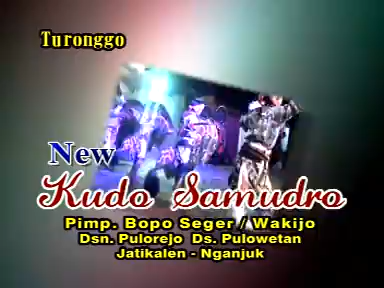 Turonggo
New
Kudo Samudro
Pimp. Bopo Seger / Wakijo
Dsn. Pulorejo Ds. Pulowetan
Jatikalen - Nganjuk